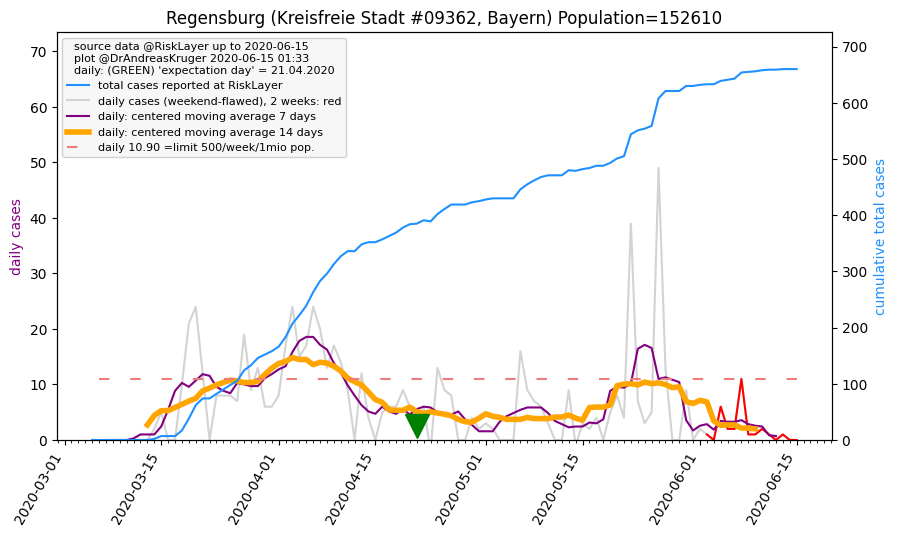 Regensburg (Kreisfreie Stadt #09362, Bayern) Population=152610
source data @RiskLayer up to 2020-06-15
plot @DrAndreasKruger 2020-06-15 01:33
daily: (GREEN) 'expectation day' = 21.04.2020
total cases reported at RiskLayer
daily cases (weekend-flawed), 2 weeks: red
daily: centered moving average 7 days
daily: centered moving average 14 days
daily 10.90 =limit 500/week/1mio pop.
daily cases
70
60
50
40
30
20
10
0
700
600
500
400
300
200
100
0
cumulative total cases
2020-03-01
2020-03-15
2020-04-01
2020-04-15
2020-05-01
2020-05-15
2020-06-01
2020-06-15